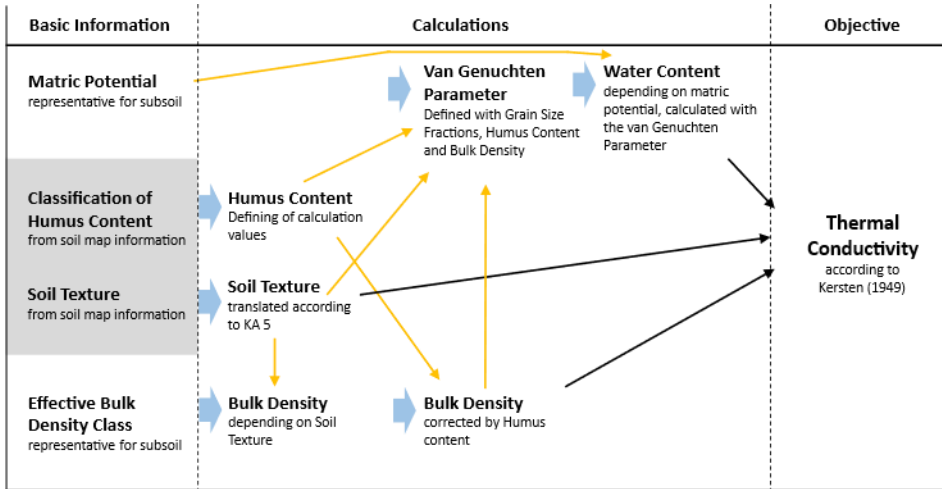 Basic Information
Calculations
Objective
Matric Potential
representative for subsoil
Van Genuchten
Parameter
Defined with Grain Size
Fractions, Humus Content
and Bulk Density
Water Content
depending on matric
potential, calculated with
the van Genuchten
Parameter
Classification of
Humus Content
from soil map information
Humus Content
Defining of calculation
values
Thermal
Conductivity
according to
Kersten (1949)
Soil Texture
from soil map information
Soil Texture
translated according
to KA 5
Effective Bulk
Density Class
representative for subsoil
Bulk Density
depending on Soil
Texture
Bulk Density
corrected by Humus
content